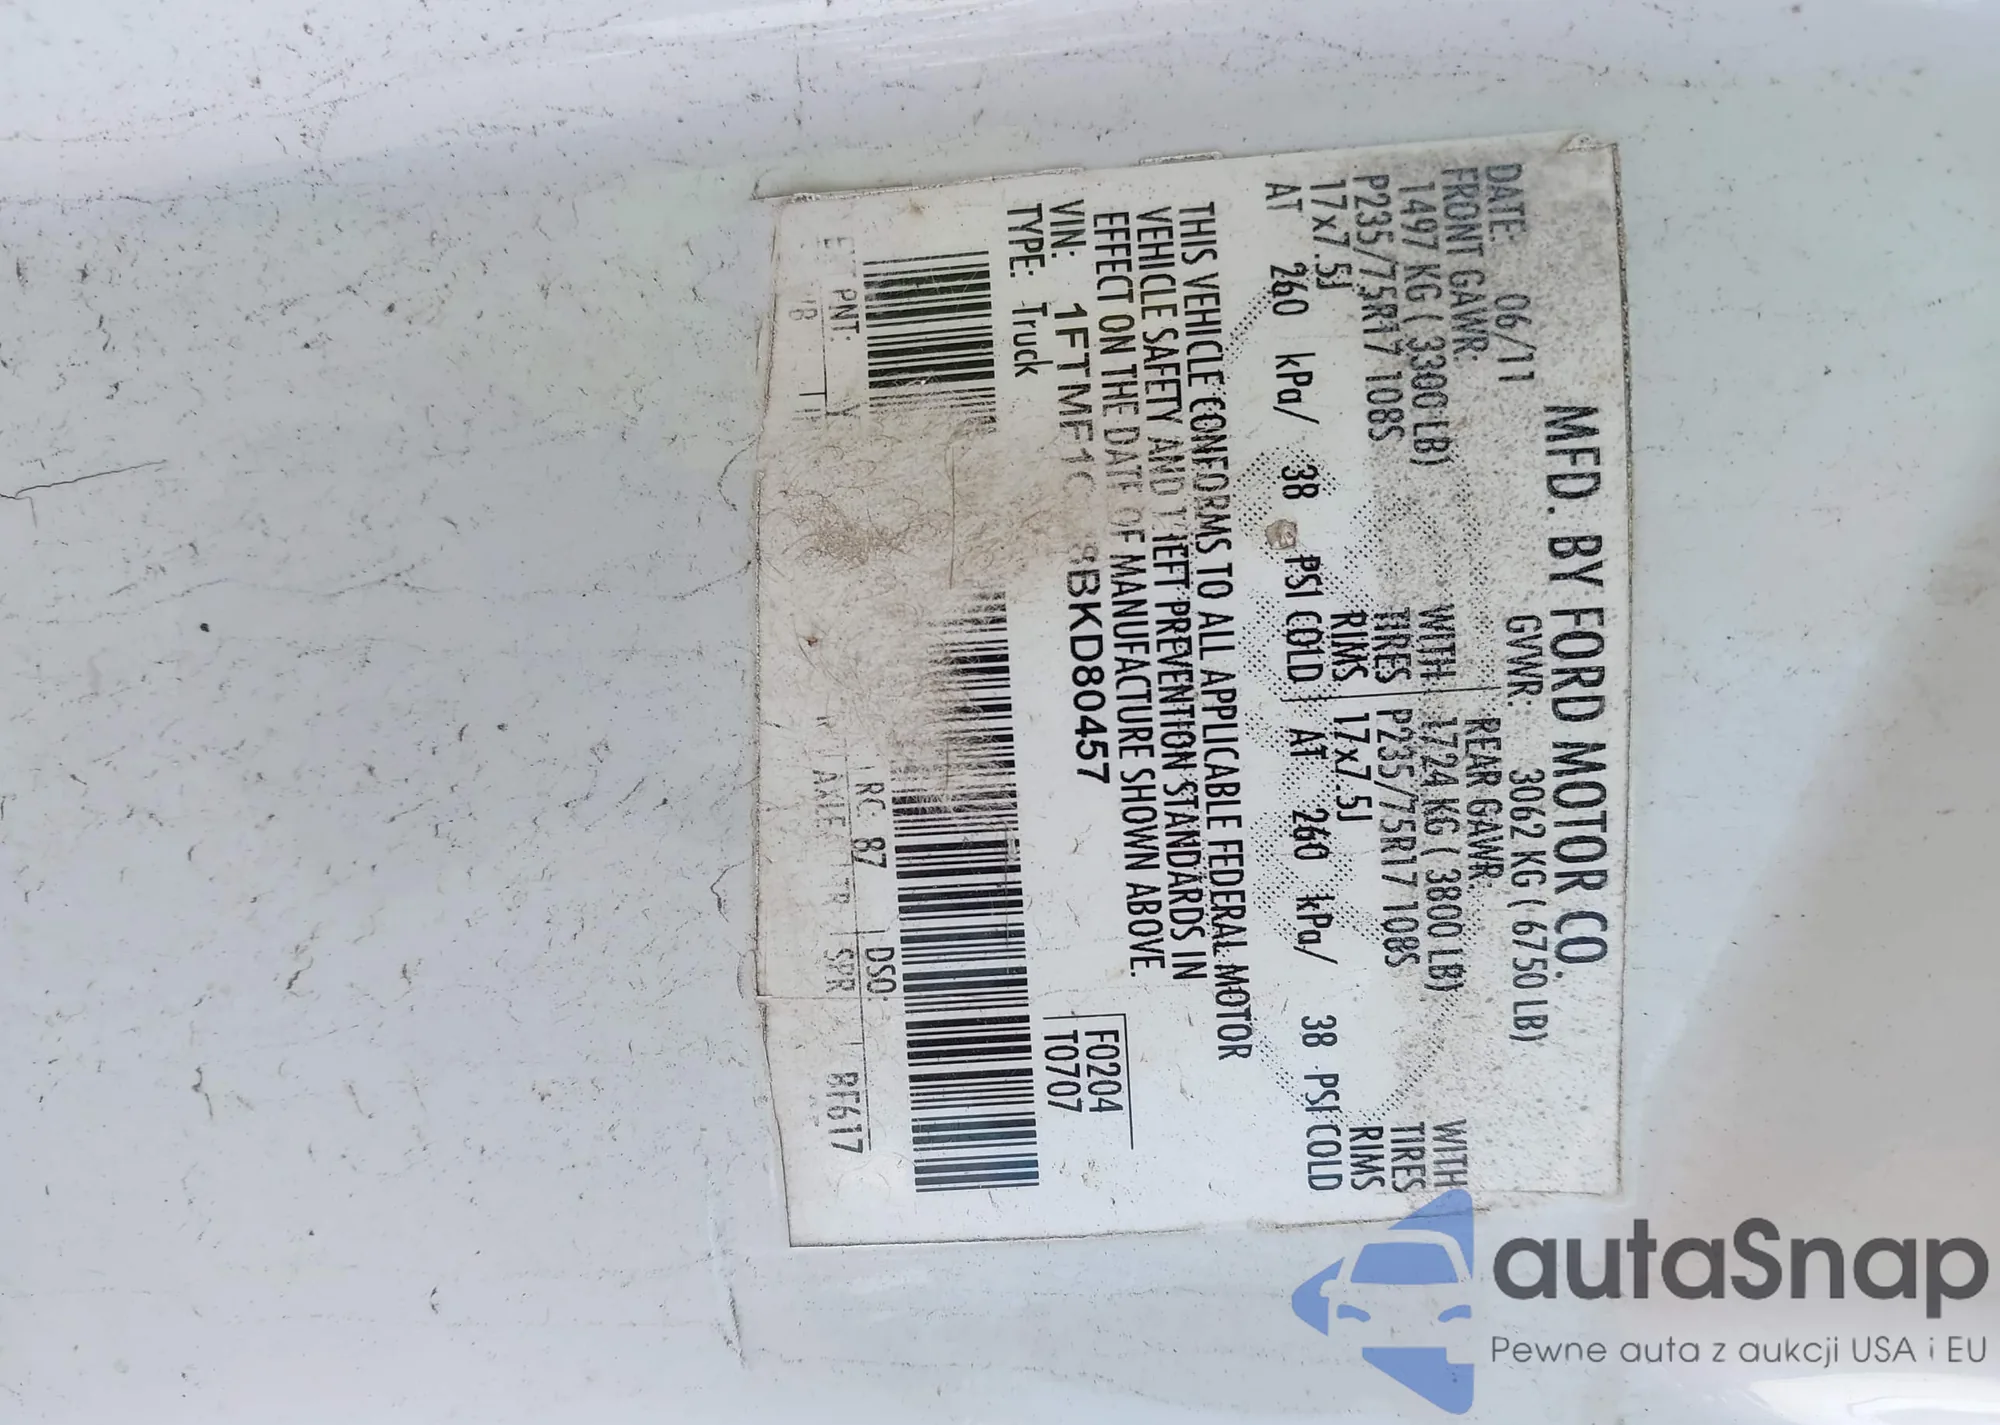 MFD. BY FORD MOTOR CO.
DATE: 06/11 GVWR: 3062 KG ( 6750 LB)
FRONT GAWR: REAR GAWR:
1497 KG ( 3300 LB) WITH 1724 KG ( 3800 LB) WITH
P235/75R17 108S TIRES P235/75R17 108S TIRES
17x7.5J RIMS 17x7.5J RIMS
AT 260 kPa/ 38 PSI COLD AT 260 kPa/ 38 PSI COLD
THIS VEHICLE CONFORMS TO ALL APPLICABLE FEDERAL MOTOR
VEHICLE SAFETY AND THEFT PREVENTION STANDARDS IN
EFFECT ON THE DATE OF MANUFACTURE SHOWN ABOVE.
VIN: F0204
TYPE: Truck T0707
PNT: RC 87 DSO:
AXLE TR SPR
autaSnap
Pewne auta z aukcji USA i EU